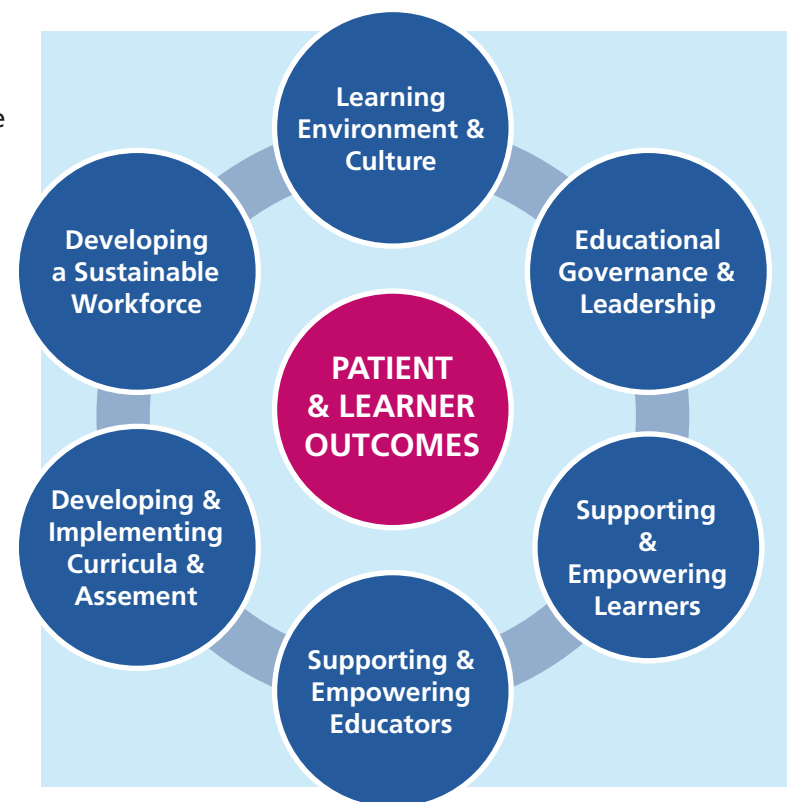 e
Learning
Environment &
Culture
Developing
a Sustainable
Workforce
Educational
Governance &
Leadership
PATIENT
& LEARNER
OUTCOMES
Developing &
Implementing
Curricula &
Assement
Supporting
&
Empowering
Learners
Supporting &
Empowering
Educators